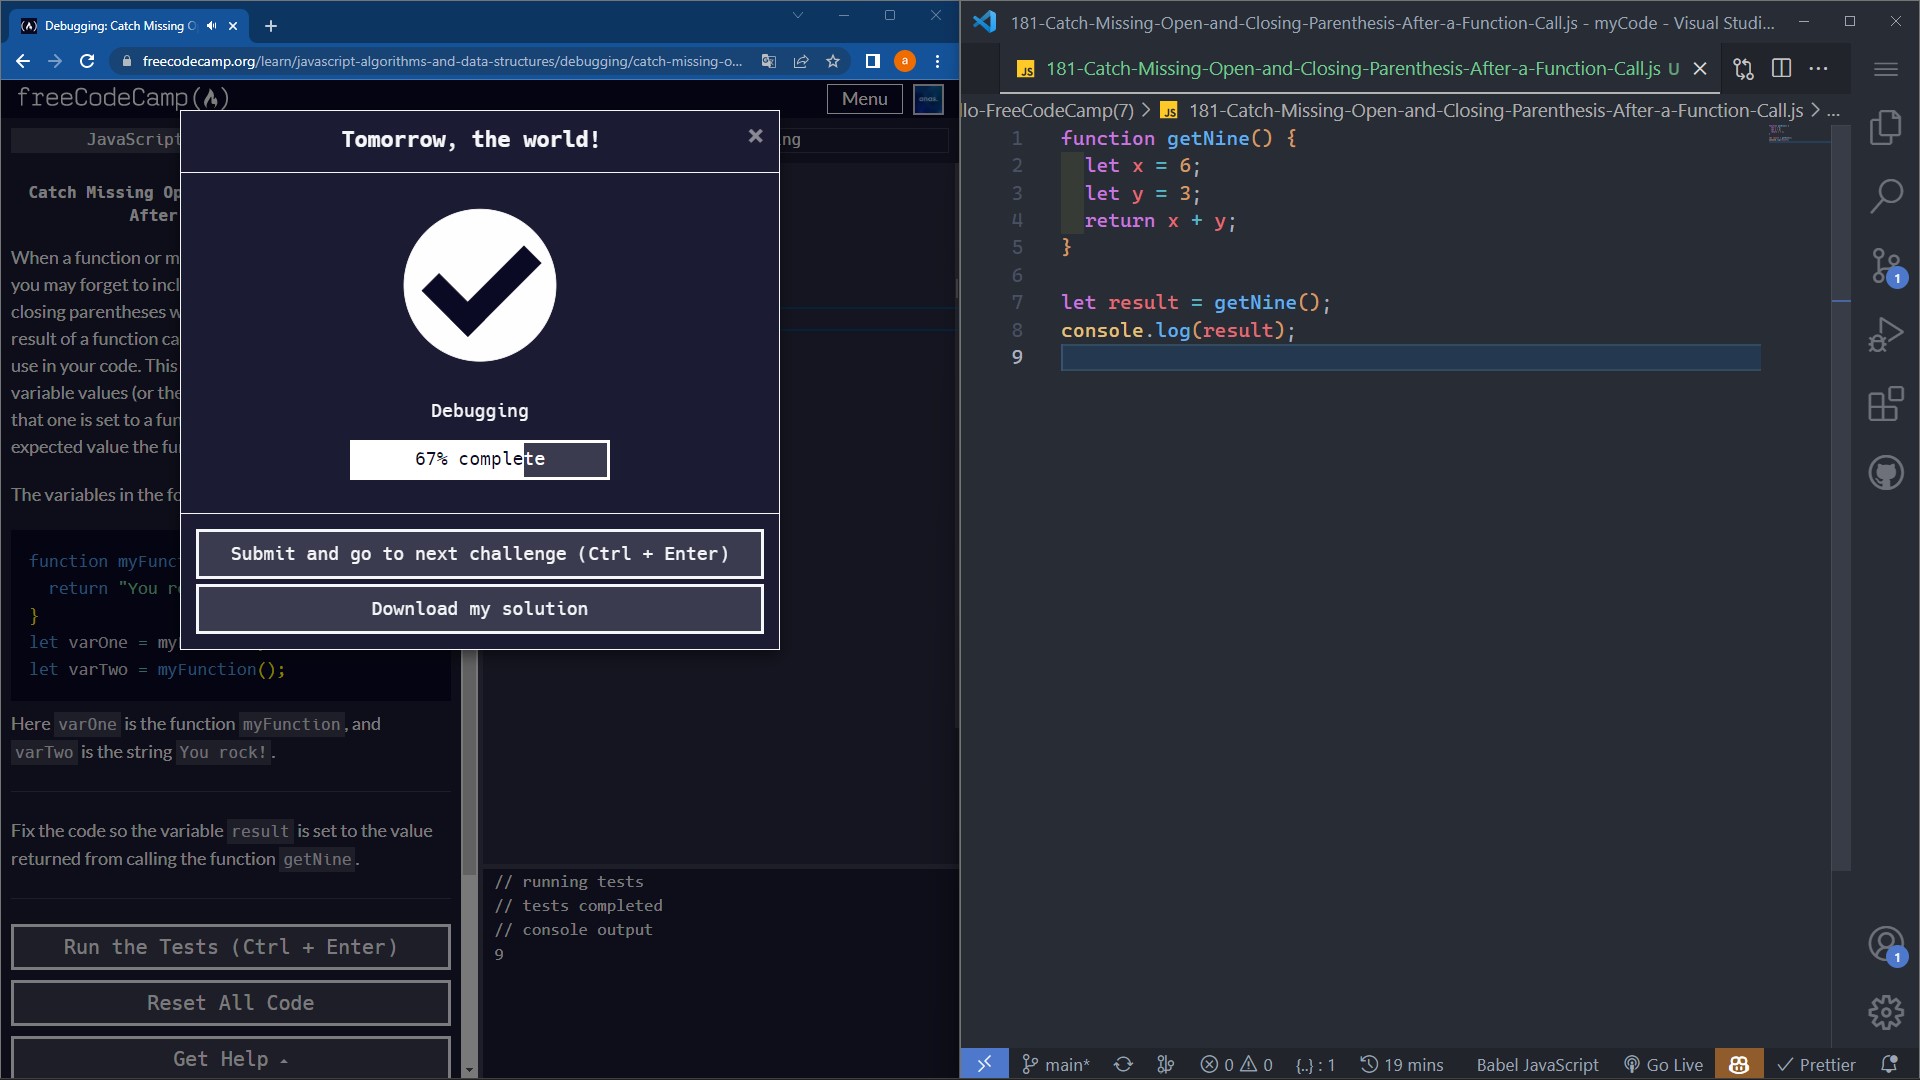 Debugging: Catch Missing O
freecodecamp.org/learn/javascript-algorithms-and-data-structures/debugging/catch-missing-o...
a
freeCodeCamp
Menu
anas.
JavaScript
ng
Catch Missing Op
After
When a function or m
you may forget to incl
closing parentheses w
result of a function ca
use in your code. This
variable values (or the
that one is set to a fun
expected value the fu
The variables in the fo
function myFunc
return "You r
}
let varOne = my
let varTwo = myFunction();
Here varOne is the function myFunction, and
varTwo is the string You rock!.
Fix the code so the variable result is set to the value
returned from calling the function getNine.
Run the Tests (Ctrl + Enter)
Reset All Code
Get Help
Tomorrow, the world!
×
Debugging
67% complete
Submit and go to next challenge (Ctrl + Enter)
Download my solution
// running tests
// tests completed
// console output
9
181-Catch-Missing-Open-and-Closing-Parenthesis-After-a-Function-Call.js - myCode - Visual Studi...
JS 181-Catch-Missing-Open-and-Closing-Parenthesis-After-a-Function-Call.js U
llo-FreeCodeCamp(7) > JS 181-Catch-Missing-Open-and-Closing-Parenthesis-After-a-Function-Call.js > ...
1 function getNine() {
2 let x = 6;
3 let y = 3;
4 return x + y;
5 }
6
7 let result = getNine();
8 console.log(result);
9
1
1
main* 0 0 {..} : 1 19 mins Babel JavaScript Go Live Prettier